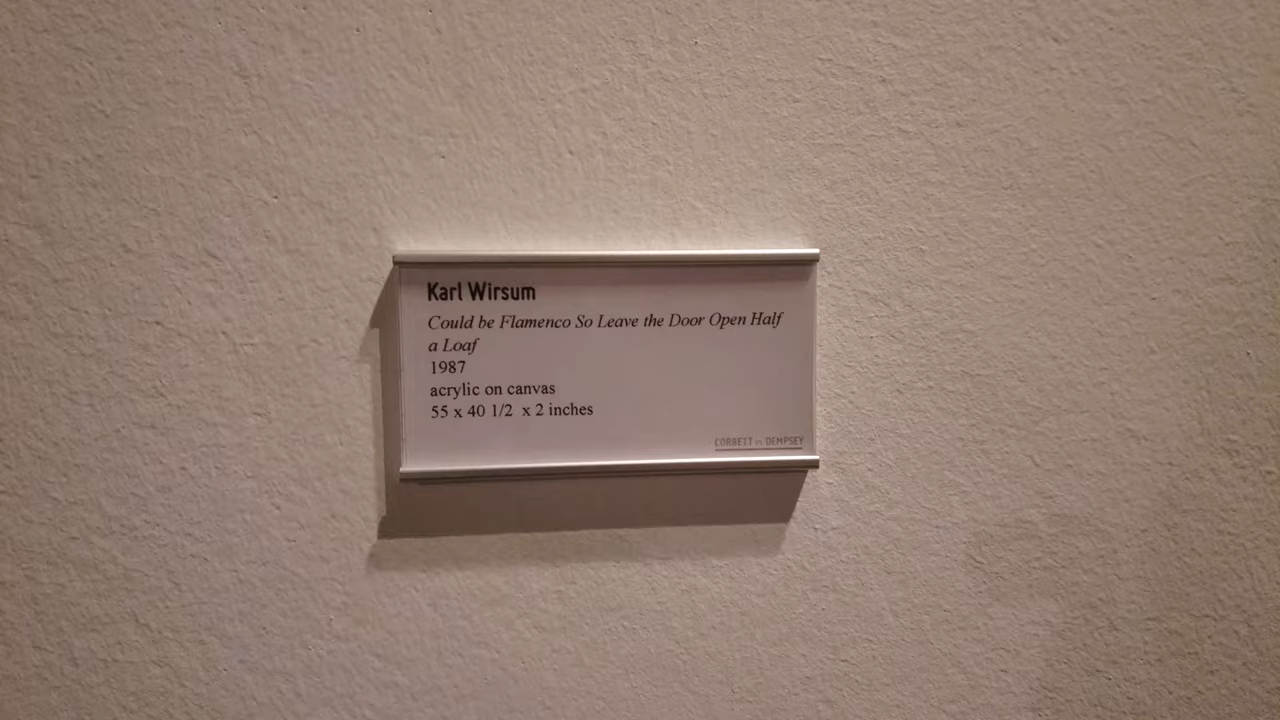 Karl Wirsum
Could be Flamenco So Leave the Door Open Half
a Loaf
1987
acrylic on canvas
55 x 40 1/2  x 2 inches
CORBETT vs. DEMPSEY